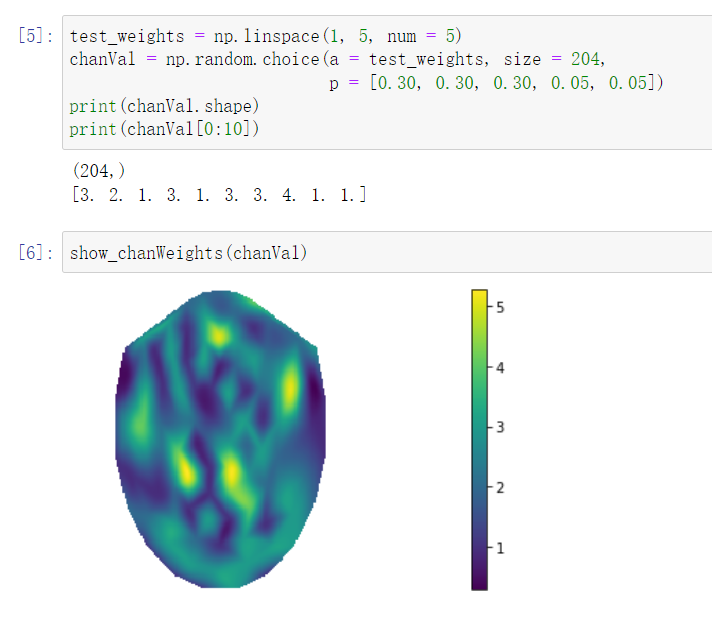 [5]: test_weights = np.linspace(1, 5, num = 5)
chanVal = np.random.choice(a = test_weights, size = 204,
p = [0.30, 0.30, 0.30, 0.05, 0.05])
print(chanVal.shape)
print(chanVal[0:10])
(204,)
[3. 2. 1. 3. 1. 3. 3. 4. 1. 1.]
[6]: show_chanWeights(chanVal)
5
4
3
2
1